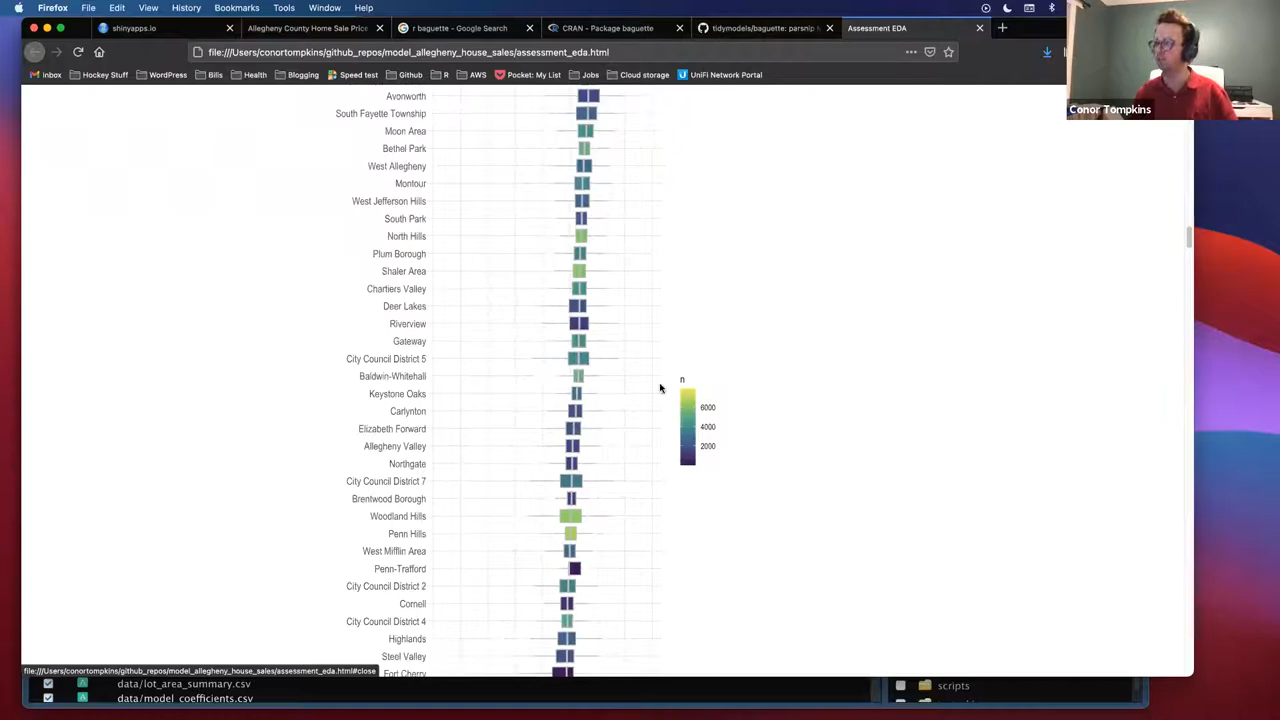 Firefox File Edit View History Bookmarks Tools Window Help
shinyapps.io
Allegheny County Home Sale Price
r baguette - Google Search
CRAN - Package baguette
tidymodels/baguette: parsnip M
Assessment EDA
file:///Users/conortompkins/github_repos/model_allegheny_house_sales/assessment_eda.html
Inbox Hockey Stuff WordPress Bills Health Blogging Speed test Github R AWS Pocket: My List Jobs Cloud storage UniFi Network Portal
Conor Tompkins
Avonworth
South Fayette Township
Moon Area
Bethel Park
West Allegheny
Montour
West Jefferson Hills
South Park
North Hills
Plum Borough
Shaler Area
Chartiers Valley
Deer Lakes
Riverview
Gateway
City Council District 5
Baldwin-Whitehall
Keystone Oaks
Carlynton
Elizabeth Forward
Allegheny Valley
Northgate
City Council District 7
Brentwood Borough
Woodland Hills
Penn Hills
West Mifflin Area
Penn-Trafford
City Council District 2
Cornell
City Council District 4
Highlands
Steel Valley
Fort Cherry
n
6000
4000
2000
file:///Users/conortompkins/github_repos/model_allegheny_house_sales/assessment_eda.html#close
data/lot_area_summary.csv
data/model_coefficients.csv
scripts